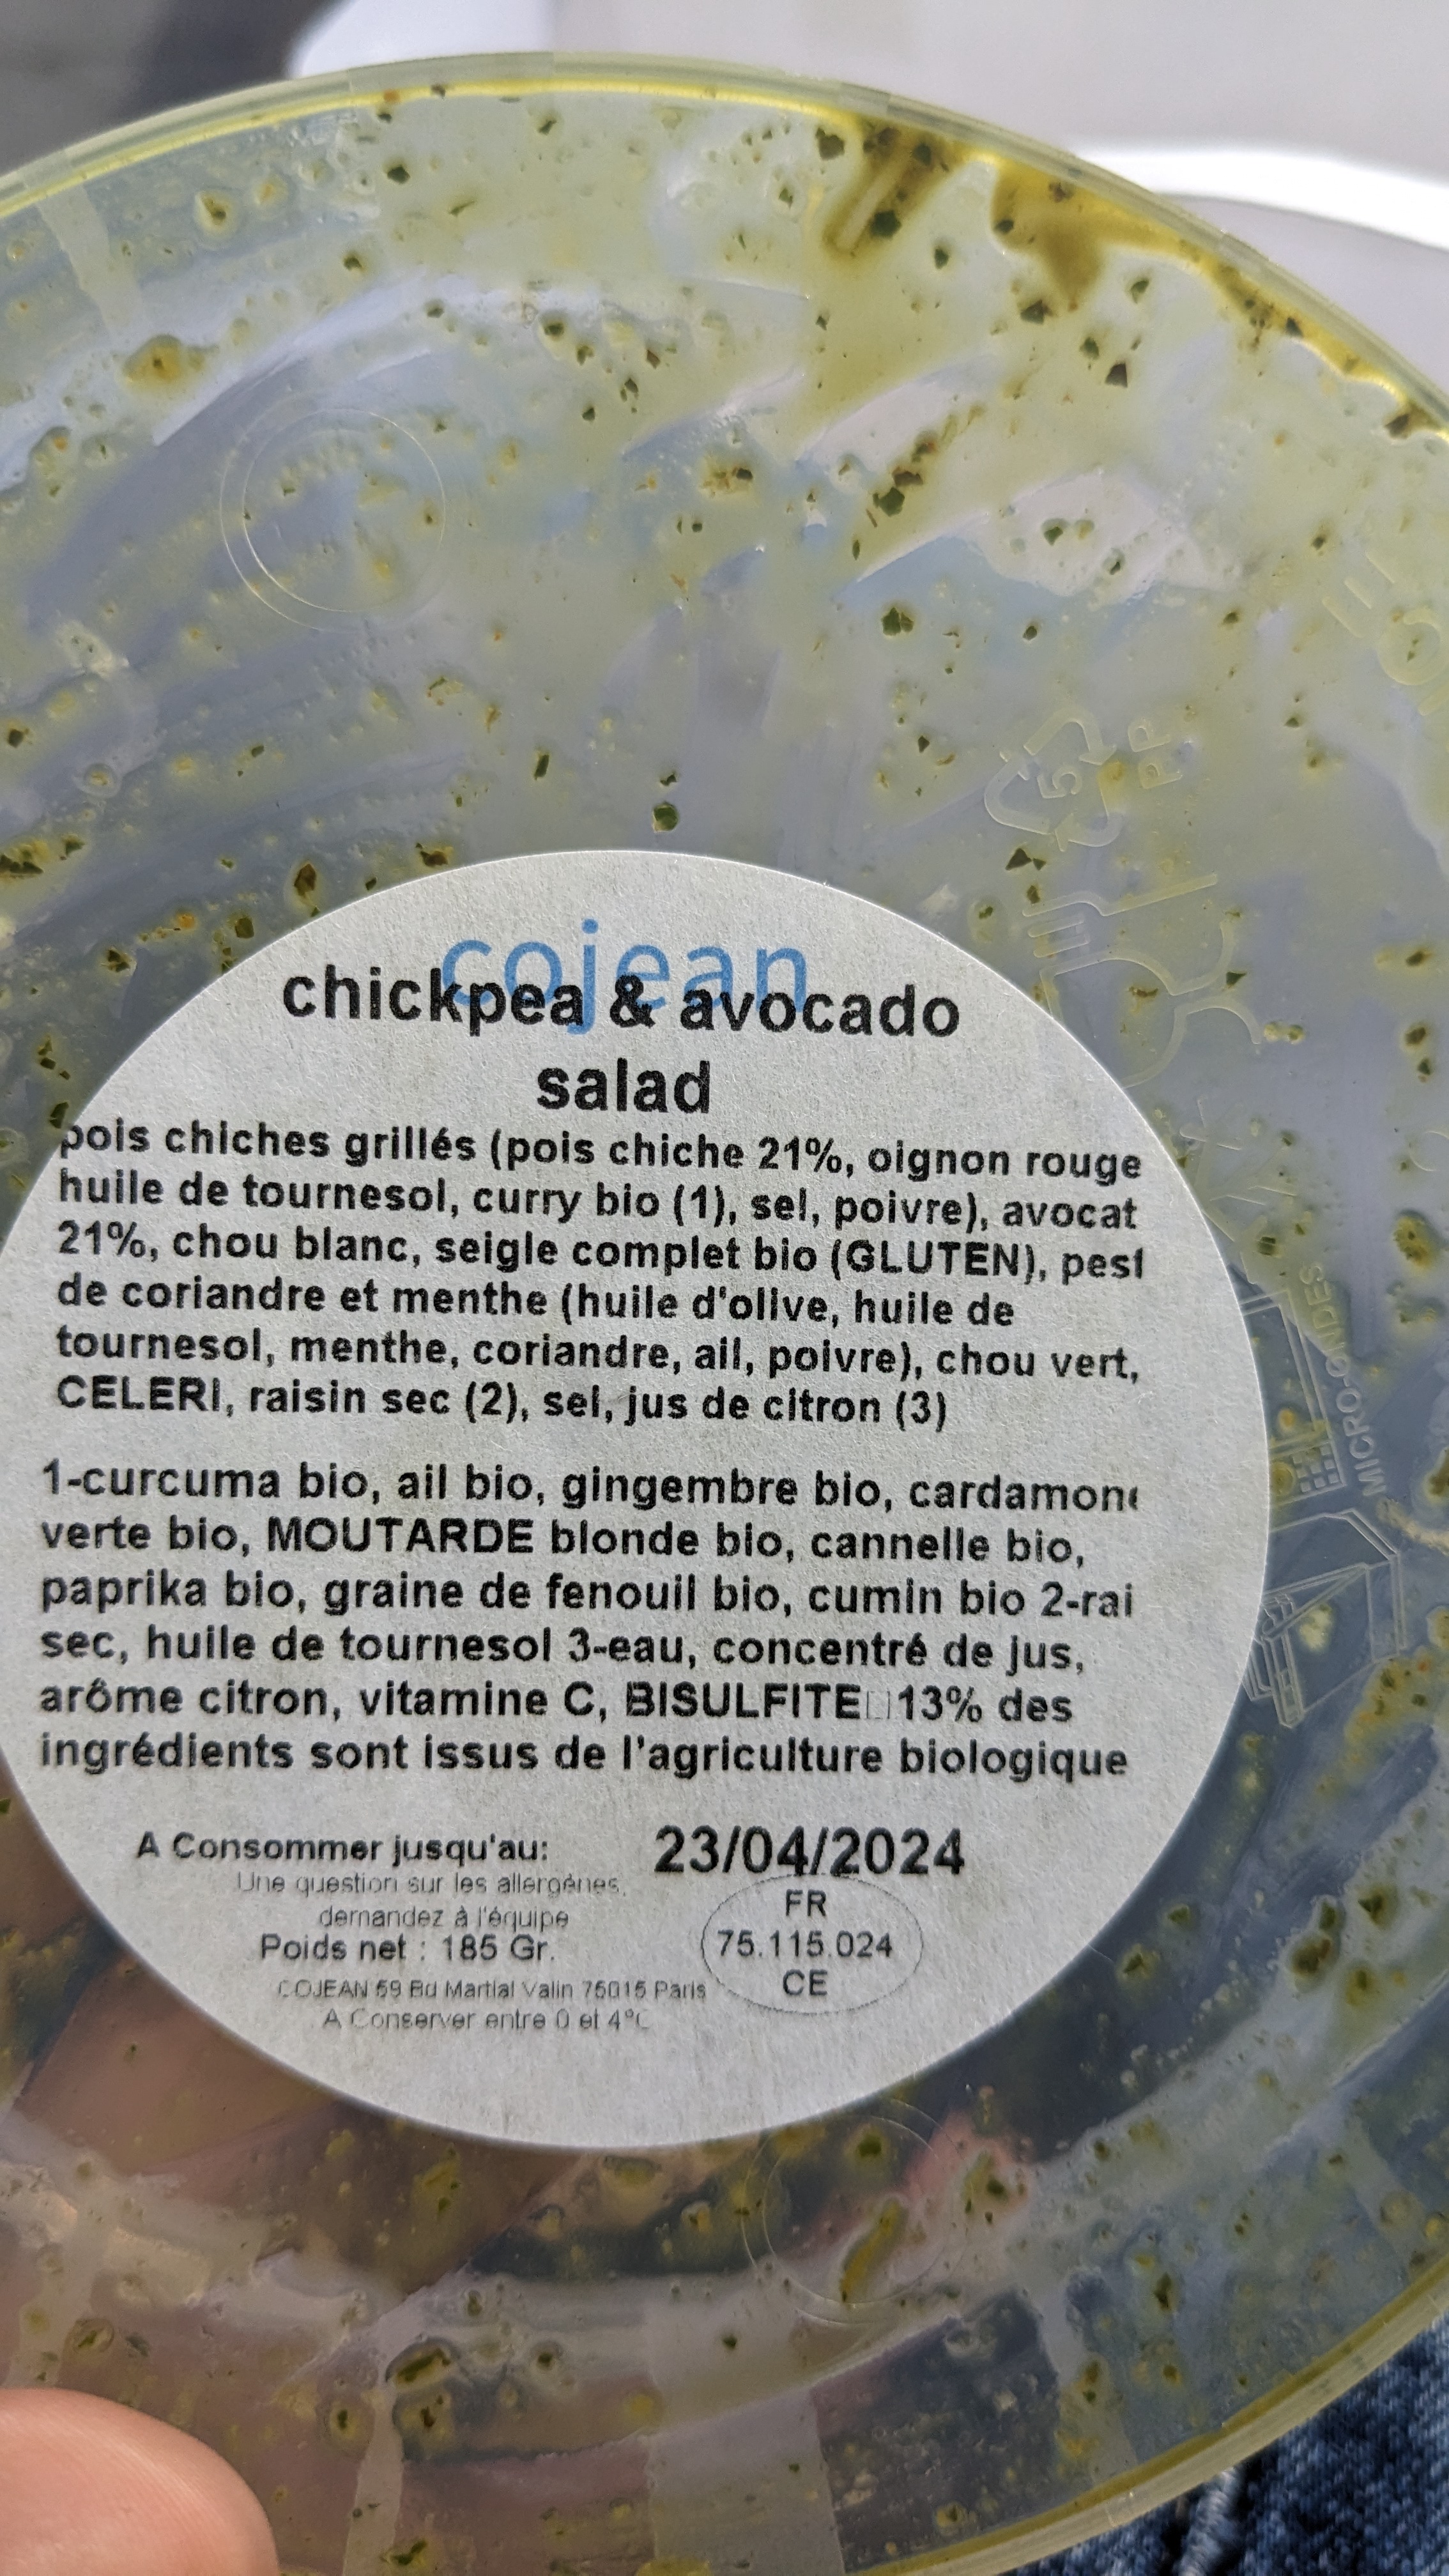 cojean
chickpea & avocado
salad
pois chiches grillés (pois chiche 21%, oignon rouge
huile de tournesol, curry bio (1), sel, poivre), avocat
21%, chou blanc, seigle complet bio (GLUTEN), pest
de coriandre et menthe (huile d'olive, huile de
tournesol, menthe, coriandre, ail, poivre), chou vert,
CELERI, raisin sec (2), sel, jus de citron (3)
1-curcuma bio, ail bio, gingembre bio, cardamone
verte bio, MOUTARDE blonde bio, cannelle bio,
paprika bio, graine de fenouil bio, cumin bio 2-rai
sec, huile de tournesol 3-eau, concentré de jus,
arôme citron, vitamine C, BISULFITE□13% des
ingrédients sont issus de l'agriculture biologique
A Consommer jusqu'au: 23/04/2024
Une question sur les allergènes,
demandez à l'équipe
Poids net : 185 Gr.
COJEAN 59 Bd Martial Valin 75015 Paris
A Conserver entre 0 et 4°C
FR
75.115.024
CE
5
PP
MICRO-ONDES